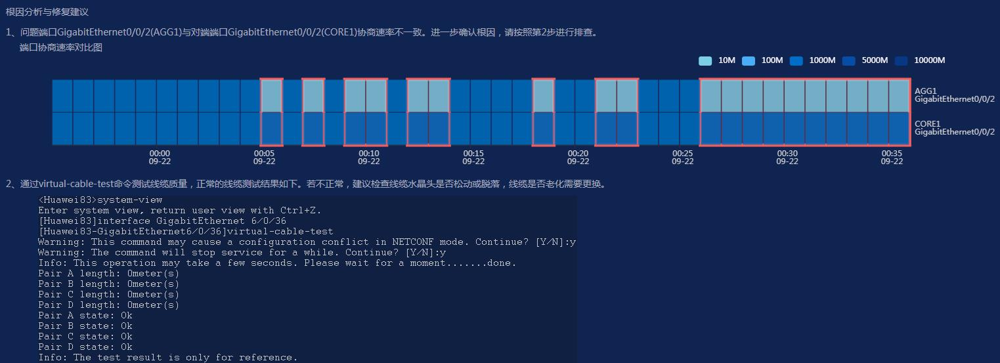 根因分析与修复建议
1、问题端口GigabitEthernet0/0/2(AGG1)与对端端口GigabitEthernet0/0/2(CORE1)协商速率不一致。进一步确认根因，请按照第2步进行排查。
端口协商速率对比图
10M 100M 1000M 5000M 10000M
AGG1
GigabitEthernet0/0/2
CORE1
GigabitEthernet0/0/2
00:00 00:05 00:10 00:15 00:20 00:25 00:30 00:35
09-22 09-22 09-22 09-22 09-22 09-22 09-22 09-22
2、通过virtual-cable-test命令测试线缆质量，正常的线缆测试结果如下。若不正常，建议检查线缆水晶头是否松动或脱落，线缆是否老化需要更换。
<Huawei83>system-view
Enter system view, return user view with Ctrl+Z.
[Huawei83]interface GigabitEthernet 6/0/36
[Huawei83-GigabitEthernet6/0/36]virtual-cable-test
Warning: This command may cause a configuration conflict in NETCONF mode. Continue? [Y/N]:y
Warning: The command will stop service for a while. Continue? [Y/N]:y
Info: This operation may take a few seconds. Please wait for a moment.......done.
Pair A length: 0meter(s)
Pair B length: 0meter(s)
Pair C length: 0meter(s)
Pair D length: 0meter(s)
Pair A state: Ok
Pair B state: Ok
Pair C state: Ok
Pair D state: Ok
Info: The test result is only for reference.